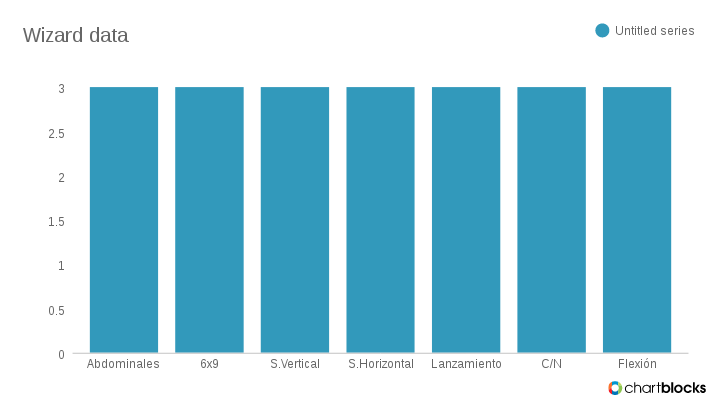 Wizard data
Untitled series
3
2.5
2
1.5
1
0.5
0
Abdominales 6x9 S.Vertical S.Horizontal Lanzamiento C/N Flexión
chartblocks